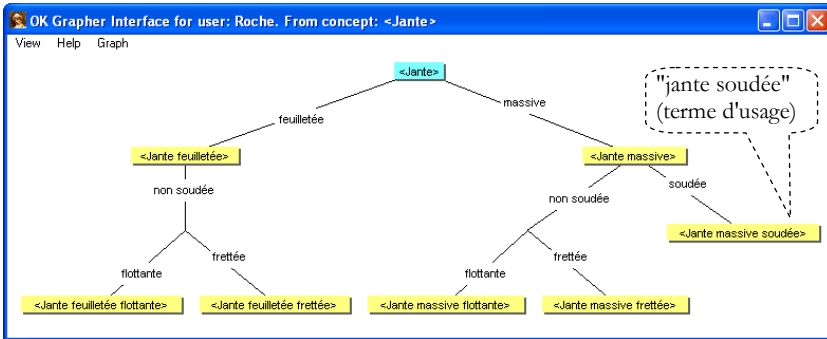 OK Grapher Interface for user: Roche. From concept: <Jante>
View Help Graph
<Jante>
"jante soudée"
(terme d'usage)
feuilletée
massive
<Jante feuilletée>
<Jante massive>
non soudée
non soudée
soudée
<Jante massive soudée>
flottante
frettée
flottante
frettée
<Jante feuilletée flottante>
<Jante feuilletée frettée>
<Jante massive flottante>
<Jante massive frettée>